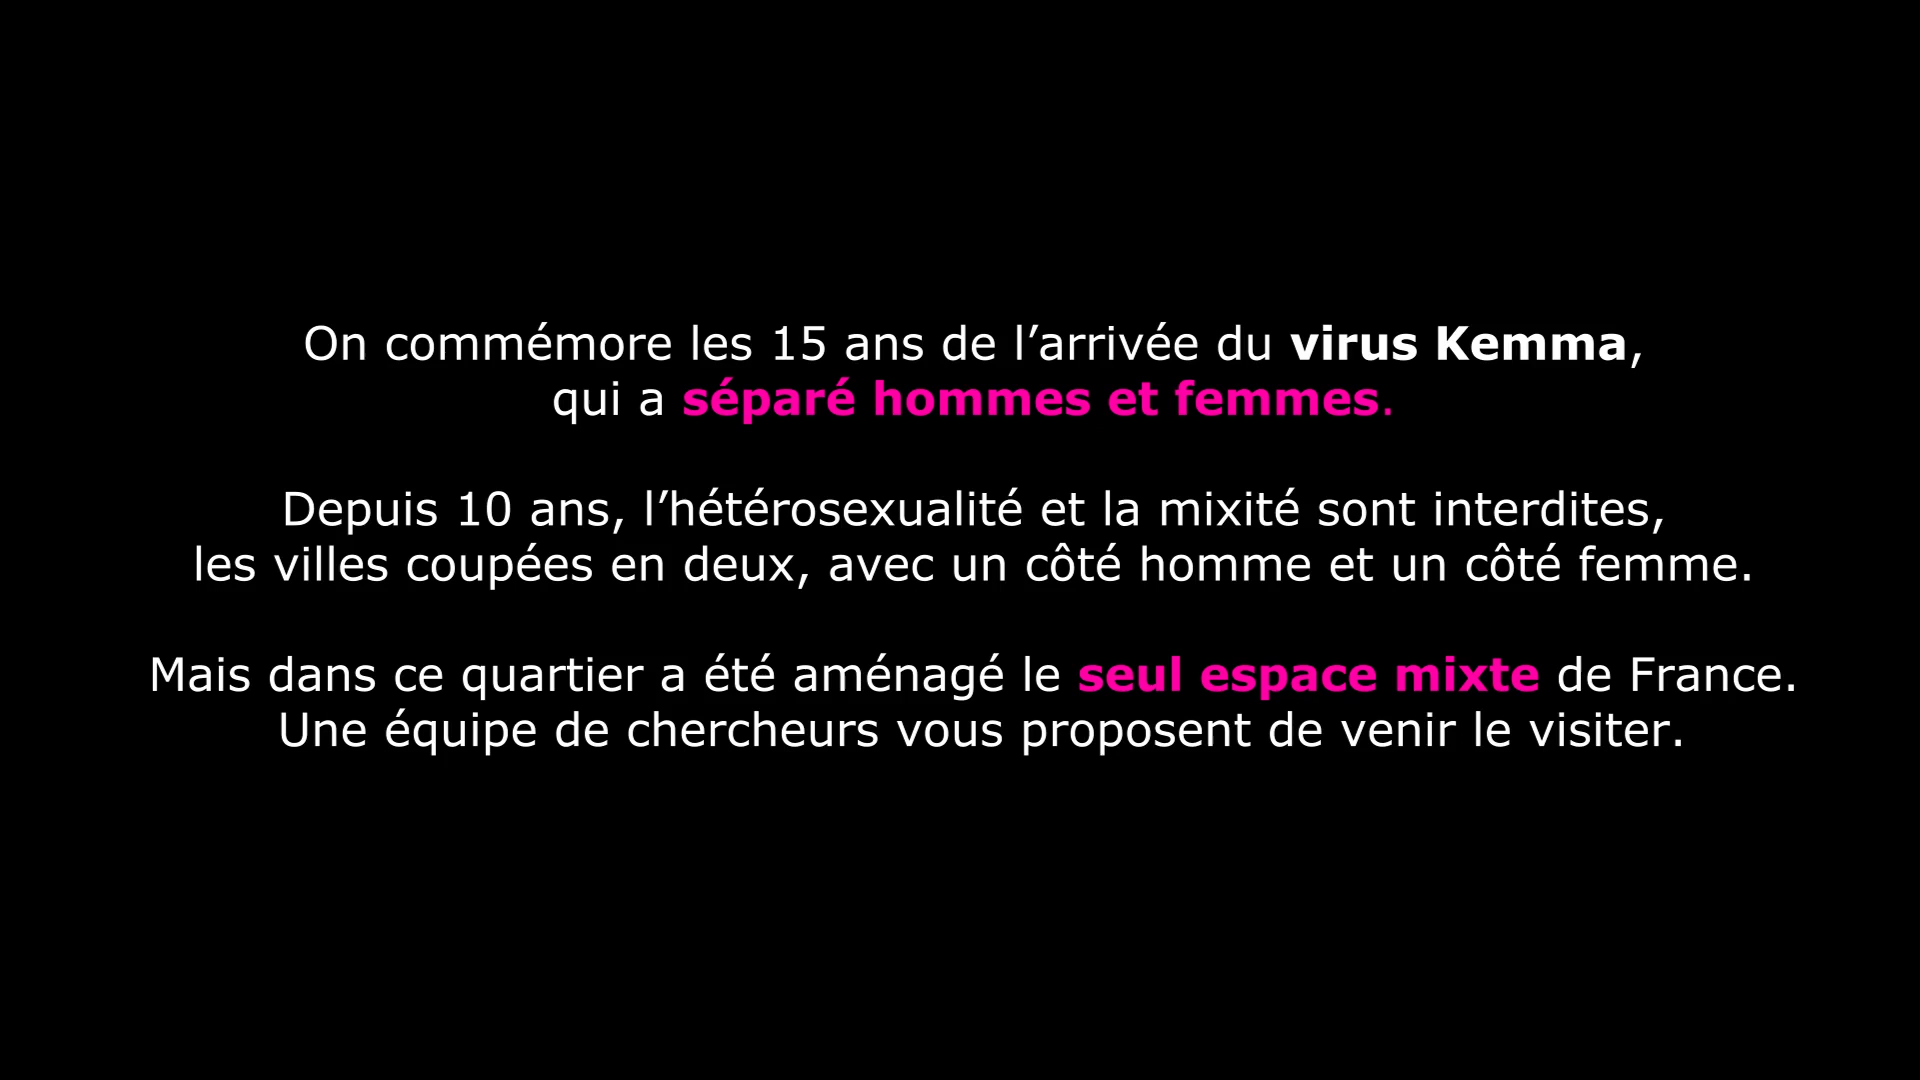 On commémore les 15 ans de l’arrivée du virus Kemma,
qui a séparé hommes et femmes.
Depuis 10 ans, l’hétérosexualité et la mixité sont interdites,
les villes coupées en deux, avec un côté homme et un côté femme.
Mais dans ce quartier a été aménagé le seul espace mixte de France.
Une équipe de chercheurs vous proposent de venir le visiter.